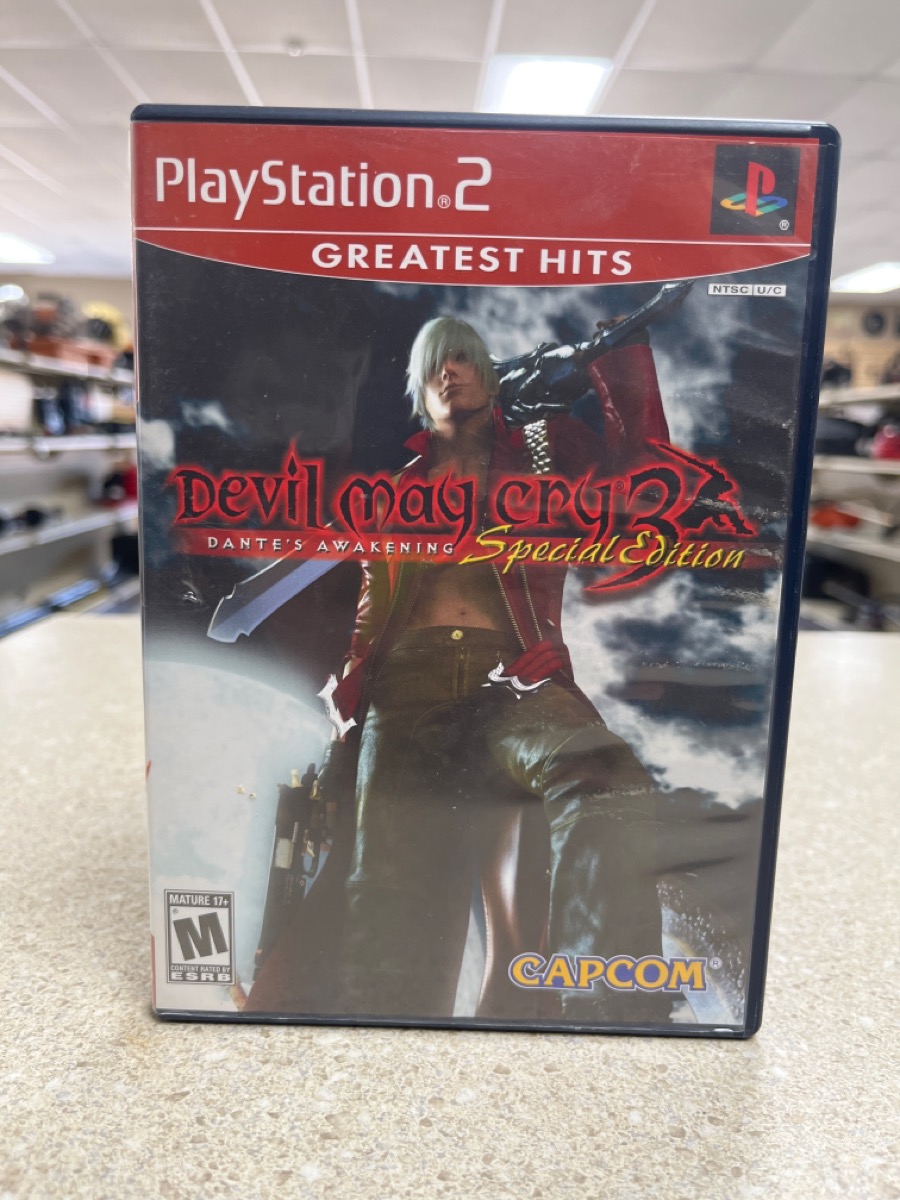 PlayStation®2
GREATEST HITS
NTSC U/C
Devil may cry®3
DANTE'S AWAKENING Special Edition
MATURE 17+
M
CONTENT RATED BY
ESRB
CAPCOM®